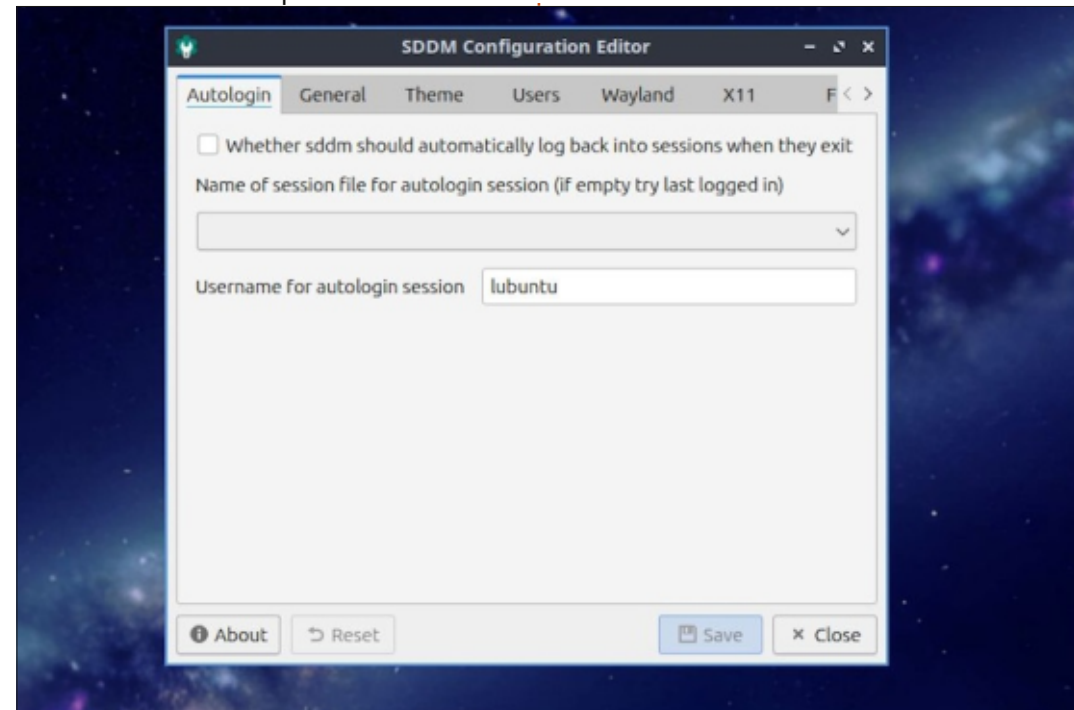 SDDM Configuration Editor
Autologin General Theme Users Wayland X11 F
Whether sddm should automatically log back into sessions when they exit
Name of session file for autologin session (if empty try last logged in)
Username for autologin session lubuntu
About Reset Save Close